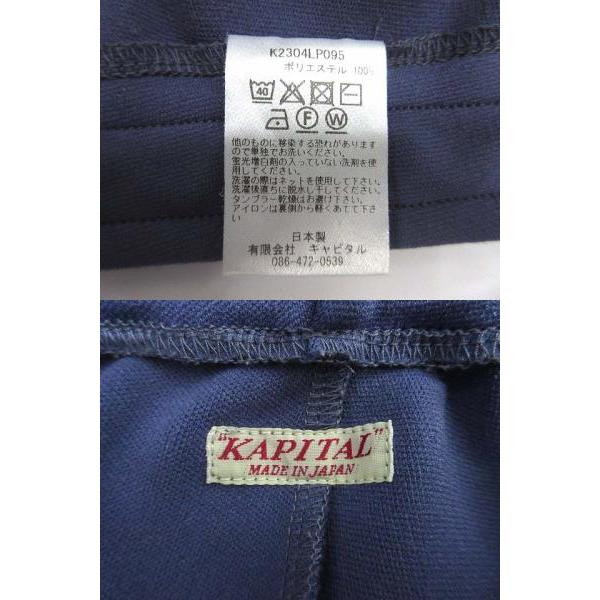 K2304LP095
ポリエステル 100%
40
F W
他のものに移染する恐れがあります
ので単独でお洗いください。
蛍光増白剤の入っていない洗剤を使
用してください。
洗濯の際はネットを使用して下さい。
洗濯後直ちに脱水し干してください。
タンブラー乾燥はお避け下さい。
アイロンは裏側から軽くあてて下さ
い
日本製
有限会社 キャピタル
086-472-0539
"KAPITAL"
MADE IN JAPAN